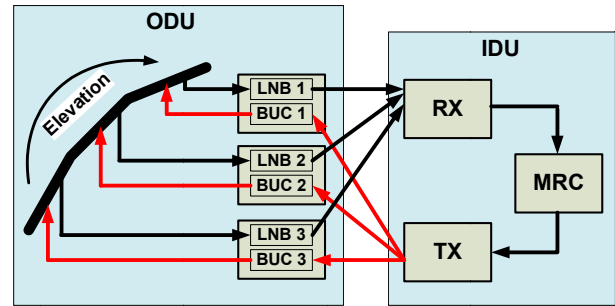 ODU
IDU
Elevation
LNB 1
BUC 1
LNB 2
BUC 2
LNB 3
BUC 3
RX
MRC
TX